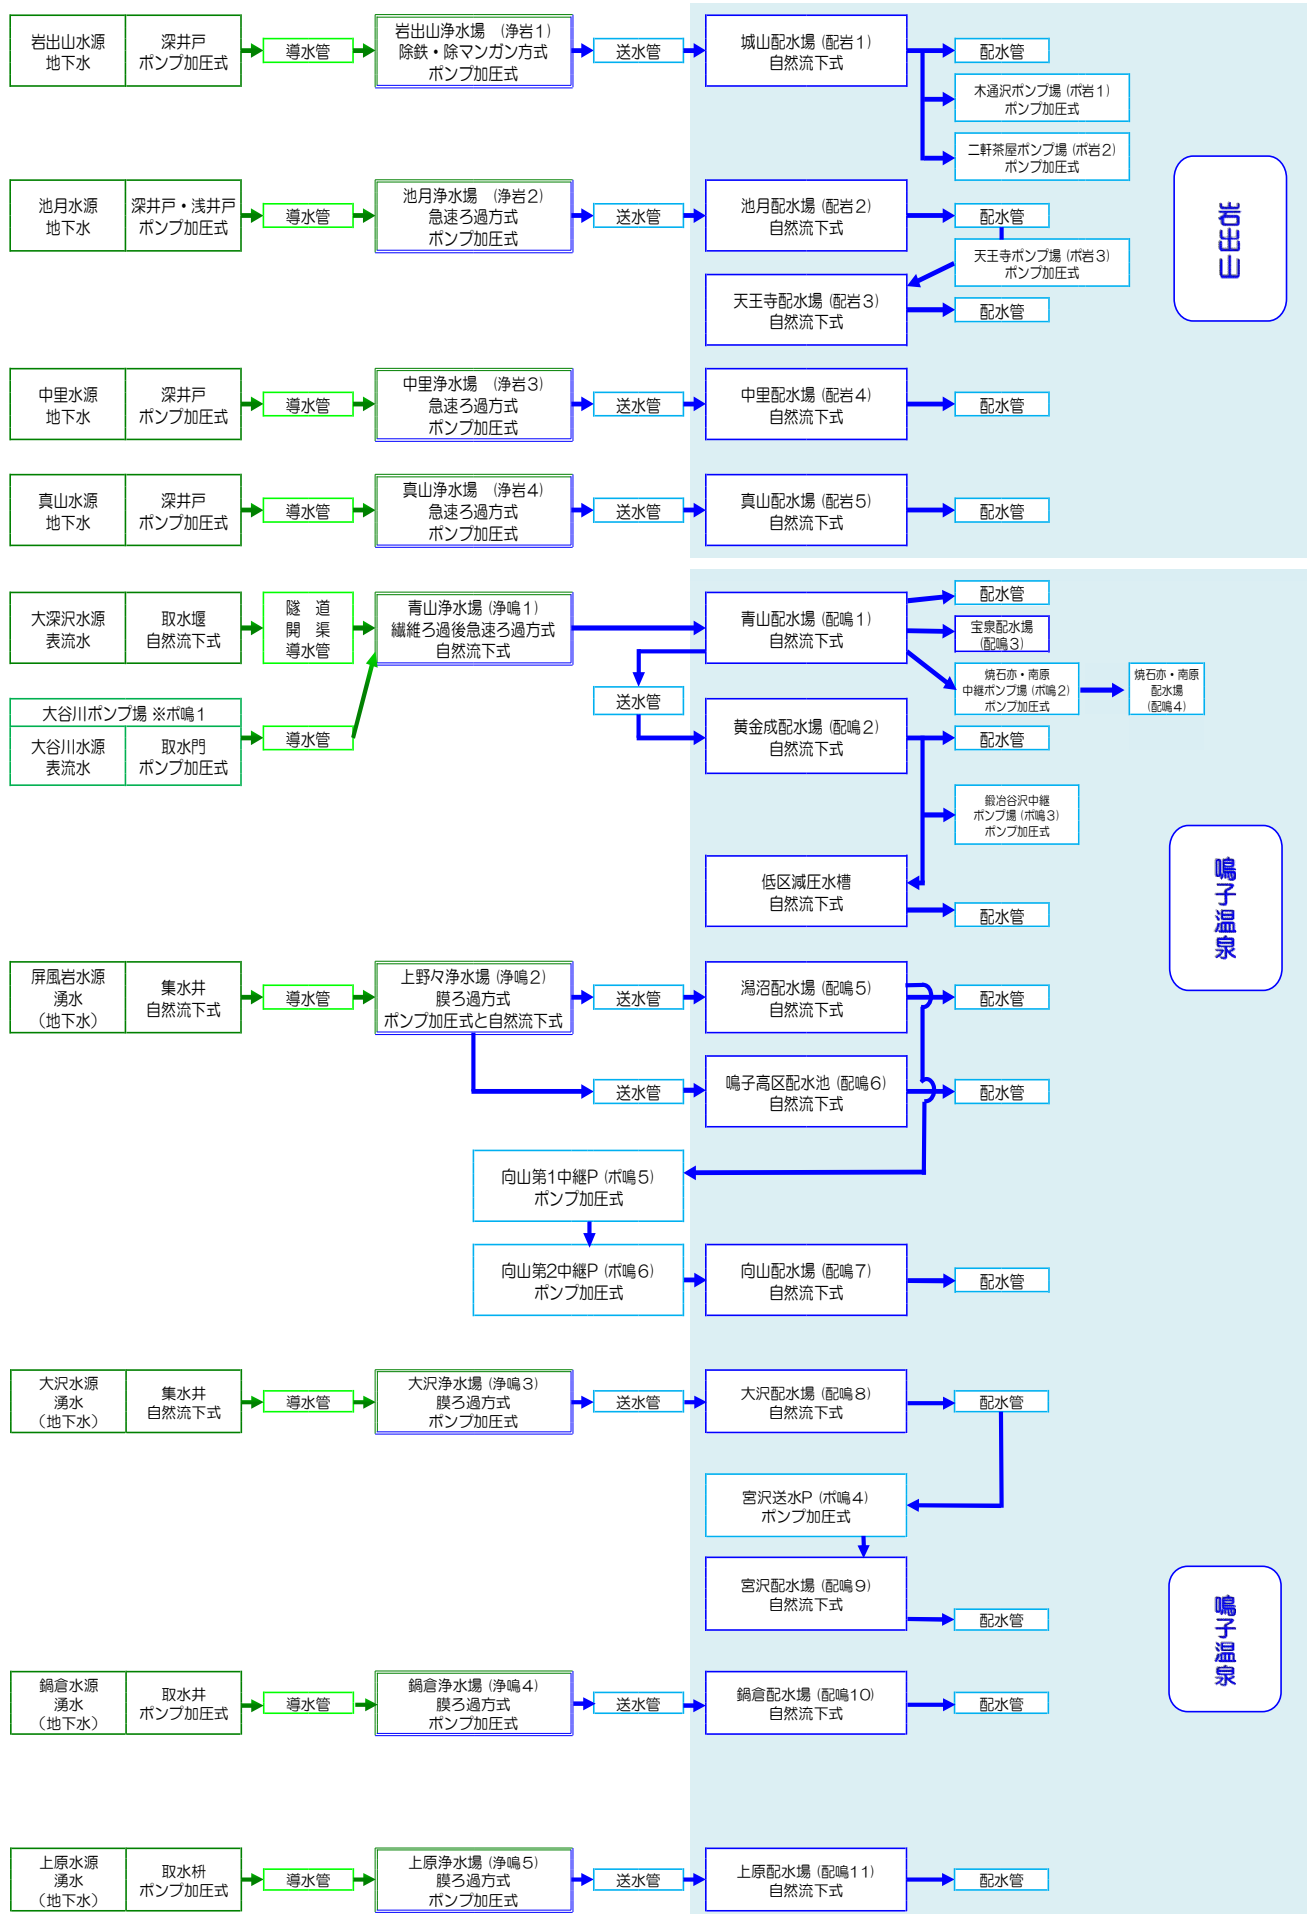 岩出山水源
地下水
深井戸
ポンプ加圧式
導水管
岩出山浄水場 (浄岩1)
除鉄・除マンガン方式
ポンプ加圧式
送水管
城山配水場 (配岩1)
自然流下式
配水管
木通沢ポンプ場 (ポ岩1)
ポンプ加圧式
二軒茶屋ポンプ場 (ポ岩2)
ポンプ加圧式
岩出山
池月水源
地下水
深井戸・浅井戸
ポンプ加圧式
導水管
池月浄水場 (浄岩2)
急速ろ過方式
ポンプ加圧式
送水管
池月配水場 (配岩2)
自然流下式
配水管
天王寺ポンプ場 (ポ岩3)
ポンプ加圧式
天王寺配水場 (配岩3)
自然流下式
配水管
中里水源
地下水
深井戸
ポンプ加圧式
導水管
中里浄水場 (浄岩3)
急速ろ過方式
ポンプ加圧式
送水管
中里配水場 (配岩4)
自然流下式
配水管
真山水源
地下水
深井戸
ポンプ加圧式
導水管
真山浄水場 (浄岩4)
急速ろ過方式
ポンプ加圧式
送水管
真山配水場 (配岩5)
自然流下式
配水管
大深沢水源
表流水
取水堰
自然流下式
隧 道
開 渠
導水管
青山浄水場 (浄鳴1)
繊維ろ過後急速ろ過方式
自然流下式
青山配水場 (配鳴1)
自然流下式
配水管
宝泉配水場
(配鳴3)
焼石亦・南原
中継ポンプ場 (ポ鳴2)
ポンプ加圧式
焼石亦・南原
配水場
(配鳴4)
大谷川ポンプ場 ※ポ鳴1
大谷川水源
表流水
取水門
ポンプ加圧式
導水管
送水管
黄金成配水場 (配鳴2)
自然流下式
配水管
鍛冶谷沢中継
ポンプ場 (ポ鳴3)
ポンプ加圧式
低区減圧水槽
自然流下式
配水管
鳴子温泉
屏風岩水源
湧水
(地下水)
集水井
自然流下式
導水管
上野々浄水場 (浄鳴2)
膜ろ過方式
ポンプ加圧式と自然流下式
送水管
潟沼配水場 (配鳴5)
自然流下式
配水管
送水管
鳴子高区配水池 (配鳴6)
自然流下式
配水管
向山第1中継P (ポ鳴5)
ポンプ加圧式
向山第2中継P (ポ鳴6)
ポンプ加圧式
向山配水場 (配鳴7)
自然流下式
配水管
大沢水源
湧水
(地下水)
集水井
自然流下式
導水管
大沢浄水場 (浄鳴3)
膜ろ過方式
ポンプ加圧式
送水管
大沢配水場 (配鳴8)
自然流下式
配水管
宮沢送水P (ポ鳴4)
ポンプ加圧式
宮沢配水場 (配鳴9)
自然流下式
配水管
鳴子温泉
鍋倉水源
湧水
(地下水)
取水井
ポンプ加圧式
導水管
鍋倉浄水場 (浄鳴4)
膜ろ過方式
ポンプ加圧式
送水管
鍋倉配水場 (配鳴10)
自然流下式
配水管
上原水源
湧水
(地下水)
取水枡
ポンプ加圧式
導水管
上原浄水場 (浄鳴5)
膜ろ過方式
ポンプ加圧式
送水管
上原配水場 (配鳴11)
自然流下式
配水管